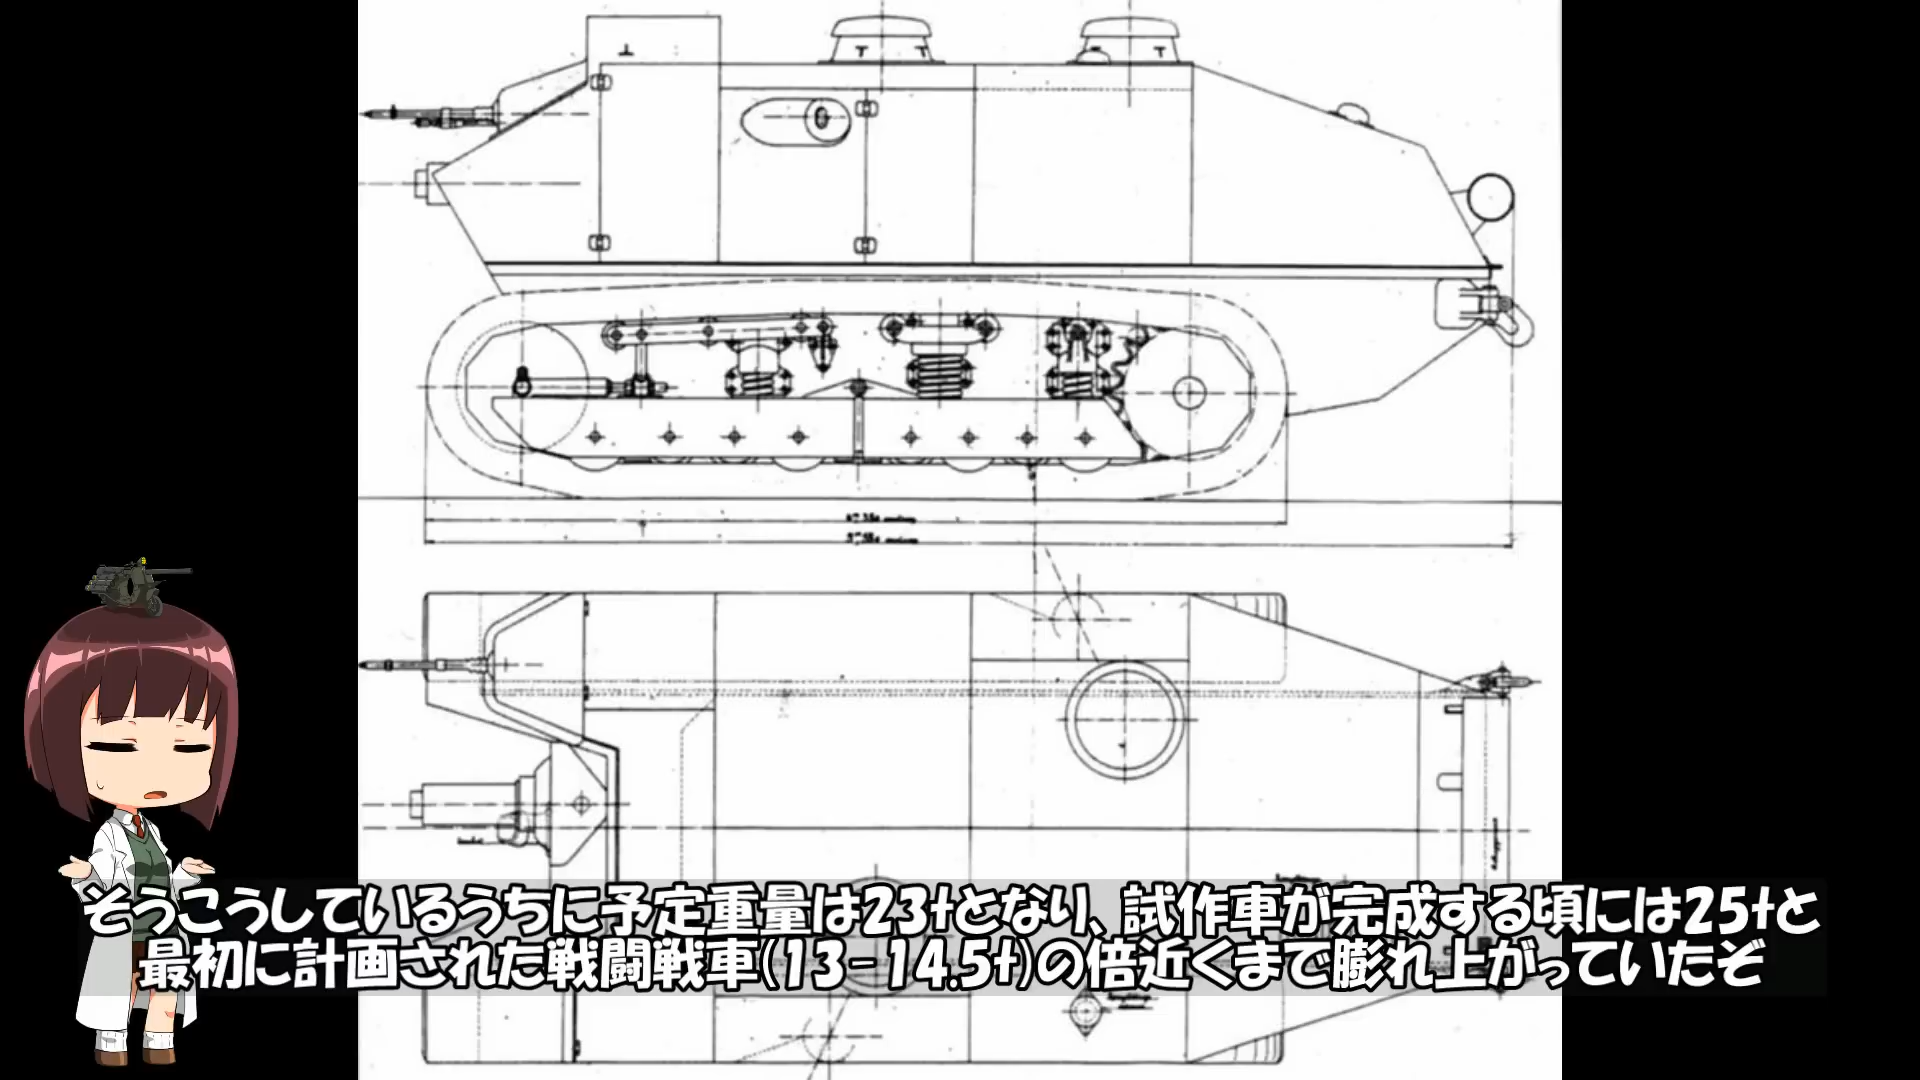 そうこうしているうちに予定重量は23tとなり、試作車が完成する頃には25tと
最初に計画された戦闘戦車(13-14.5t)の倍近くまで膨れ上がっていたぞ